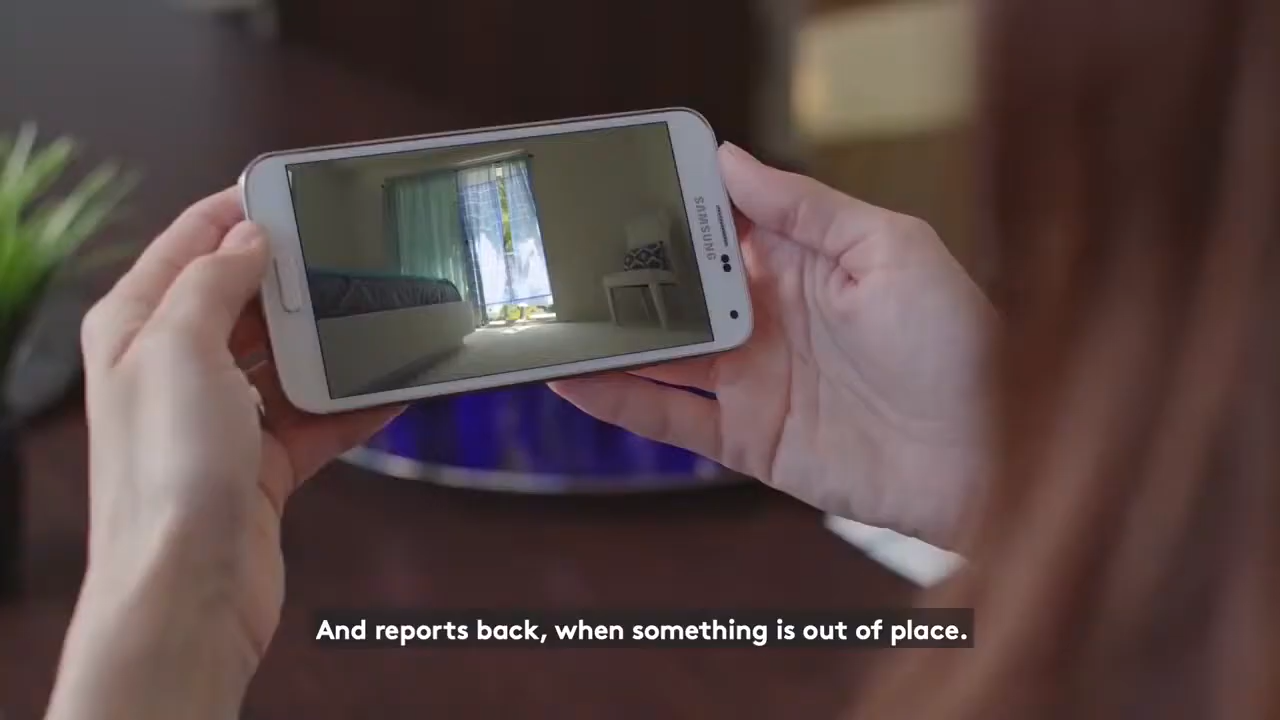 SAMSUNG
And reports back, when something is out of place.